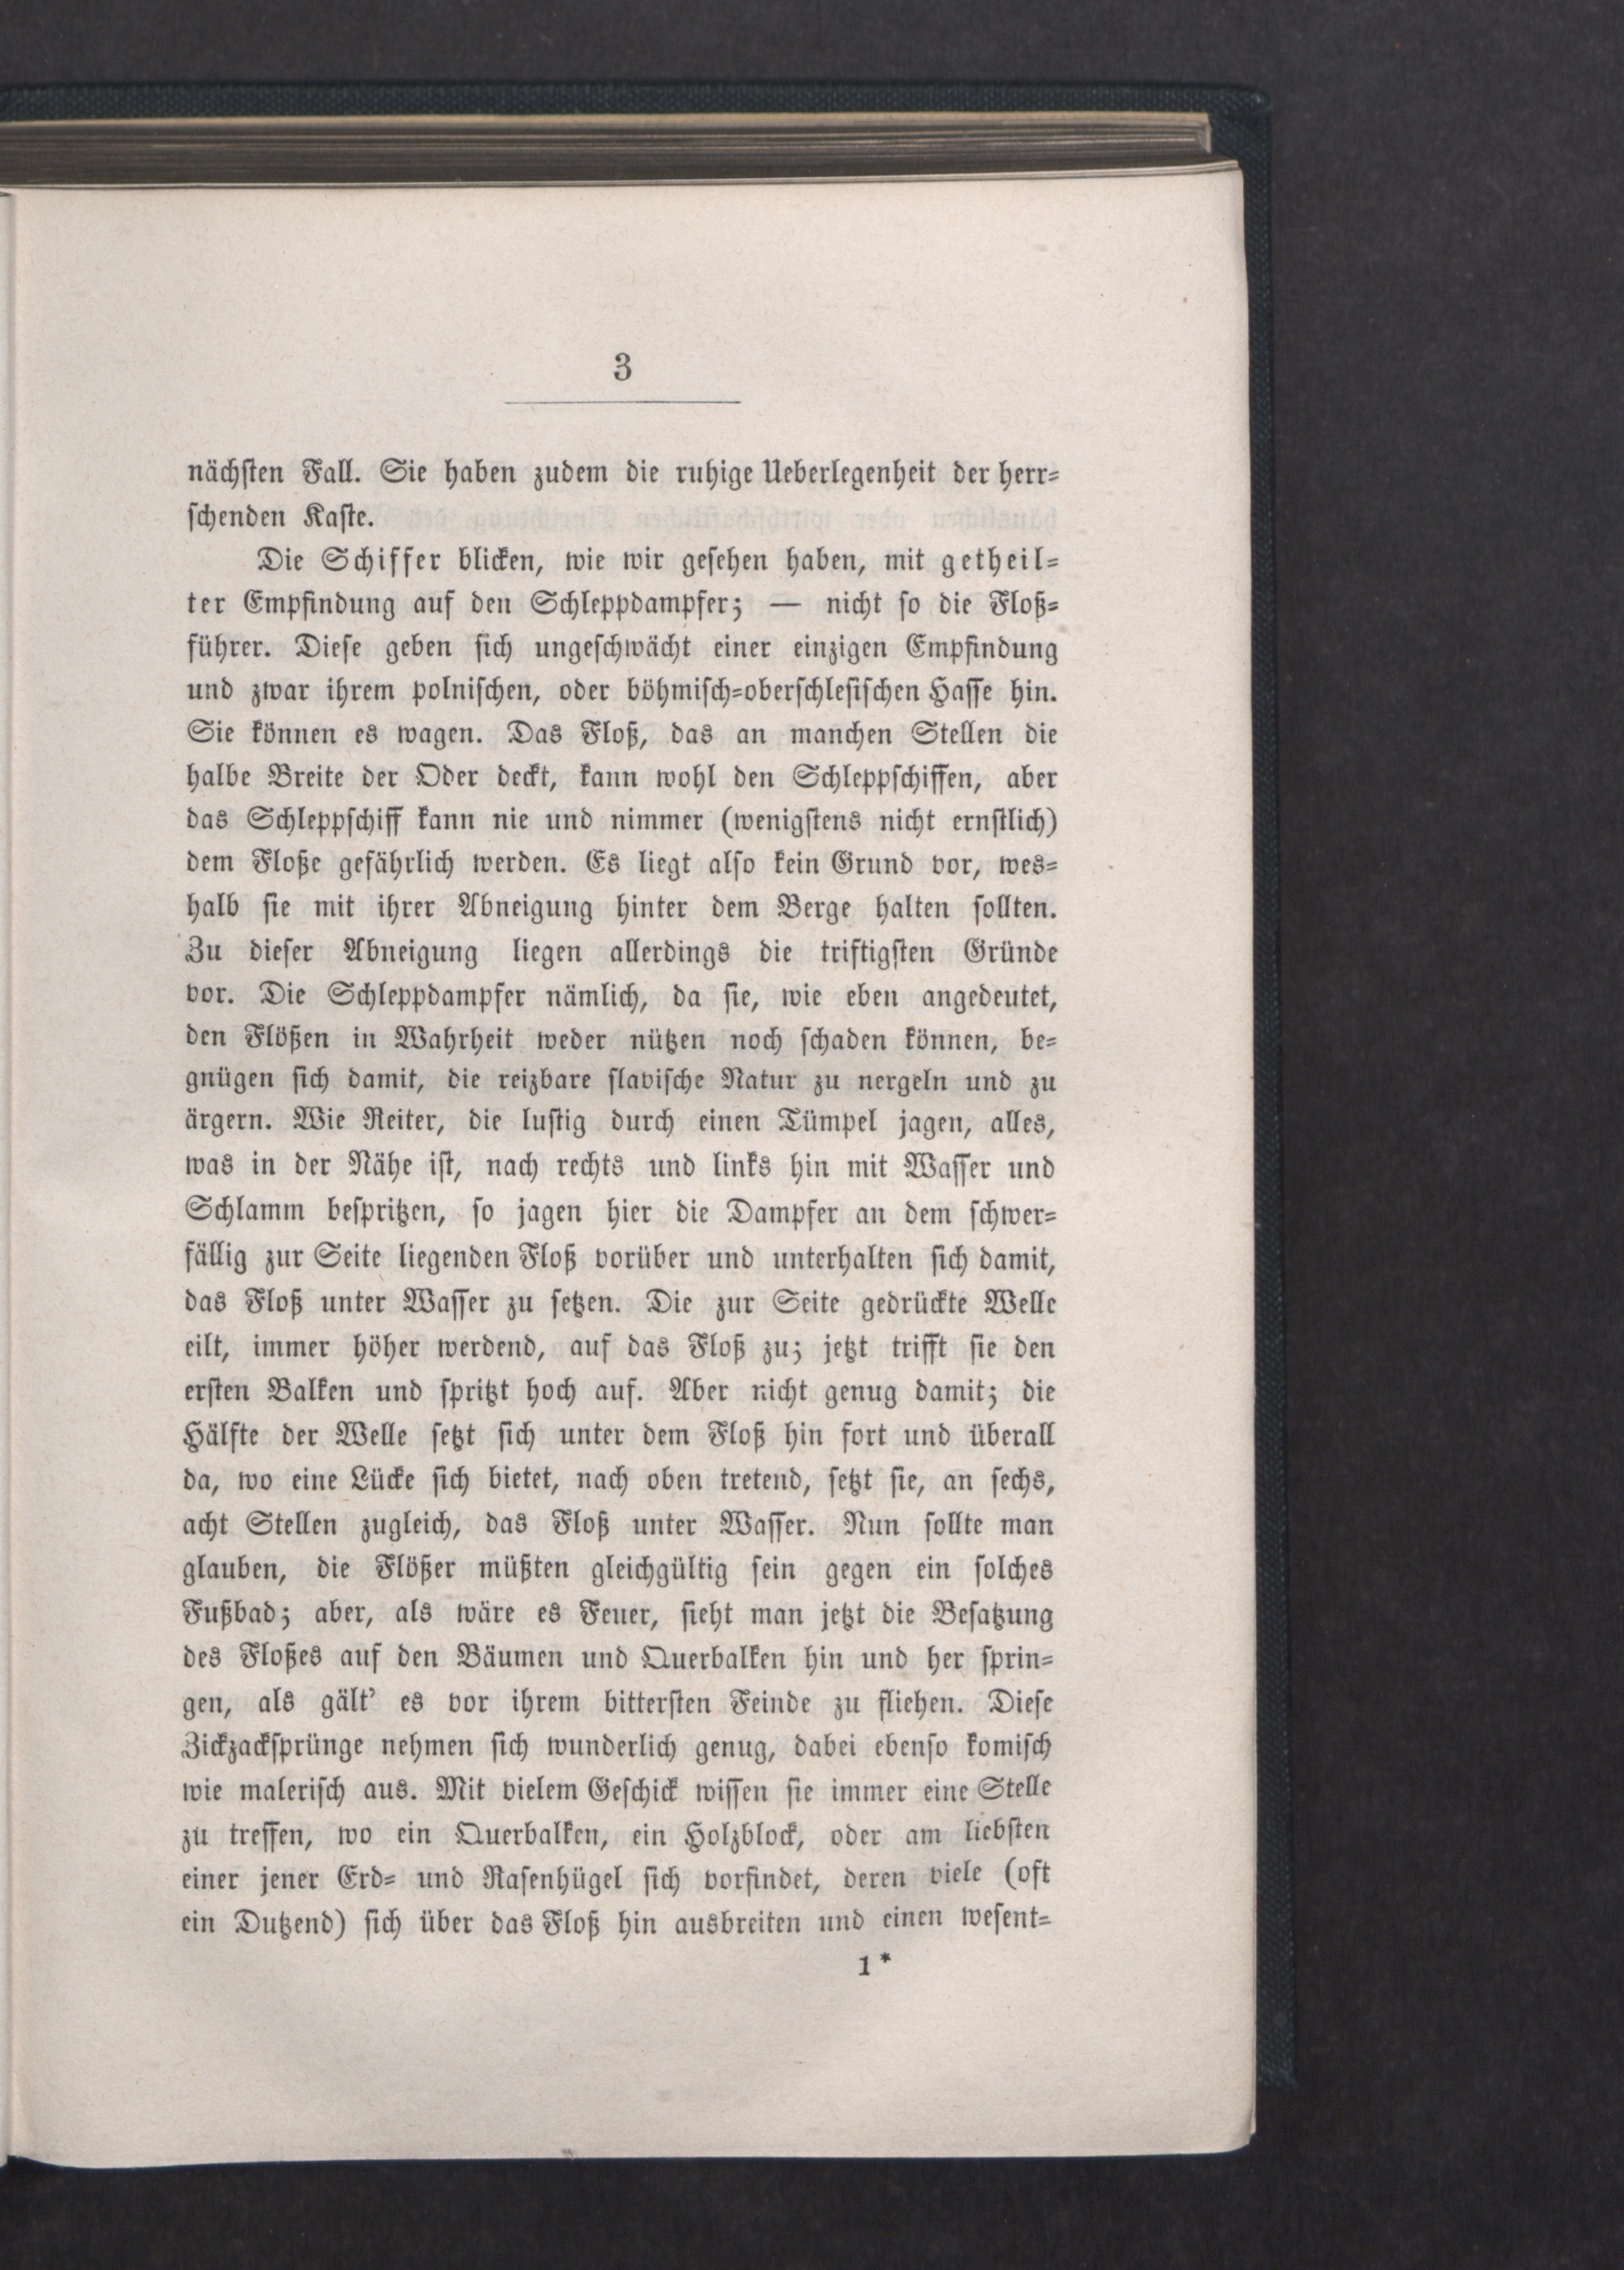 3
nächsten Fall. Sie haben zudem die ruhige Ueberlegenheit der herr-
schenden Kaste.
Die Schiffer blicken, wie wir gesehen haben, mit getheil-
ter Empfindung auf den Schleppdampfer; — nicht so die Floß-
führer. Diese geben sich ungeschwächt einer einzigen Empfindung
und zwar ihrem polnischen, oder böhmisch-oberschlesischen Hasse hin.
Sie können es wagen. Das Floß, das an manchen Stellen die
halbe Breite der Oder deckt, kann wohl den Schleppschiffen, aber
das Schleppschiff kann nie und nimmer (wenigstens nicht ernstlich)
dem Floße gefährlich werden. Es liegt also kein Grund vor, wes-
halb sie mit ihrer Abneigung hinter dem Berge halten sollten.
Zu dieser Abneigung liegen allerdings die triftigsten Gründe
vor. Die Schleppdampfer nämlich, da sie, wie eben angedeutet,
den Flößen in Wahrheit weder nützen noch schaden können, be-
gnügen sich damit, die reizbare slavische Natur zu nergeln und zu
ärgern. Wie Reiter, die lustig durch einen Tümpel jagen, alles,
was in der Nähe ist, nach rechts und links hin mit Wasser und
Schlamm bespritzen, so jagen hier die Dampfer an dem schwer-
fällig zur Seite liegenden Floß vorüber und unterhalten sich damit,
das Floß unter Wasser zu setzen. Die zur Seite gedrückte Welle
eilt, immer höher werdend, auf das Floß zu; jetzt trifft sie den
ersten Balken und spritzt hoch auf. Aber nicht genug damit; die
Hälfte der Welle setzt sich unter dem Floß hin fort und überall
da, wo eine Lücke sich bietet, nach oben tretend, setzt sie, an sechs,
acht Stellen zugleich, das Floß unter Wasser. Nun sollte man
glauben, die Flößer müßten gleichgültig sein gegen ein solches
Fußbad; aber, als wäre es Feuer, sieht man jetzt die Besatzung
des Floßes auf den Bäumen und Querbalken hin und her sprin-
gen, als gält' es vor ihrem bittersten Feinde zu fliehen. Diese
Zickzacksprünge nehmen sich wunderlich genug, dabei ebenso komisch
wie malerisch aus. Mit vielem Geschick wissen sie immer eine Stelle
zu treffen, wo ein Querbalken, ein Holzblock, oder am liebsten
einer jener Erd- und Rasenhügel sich vorfindet, deren viele (oft
ein Dutzend) sich über das Floß hin ausbreiten und einen wesent-
1*